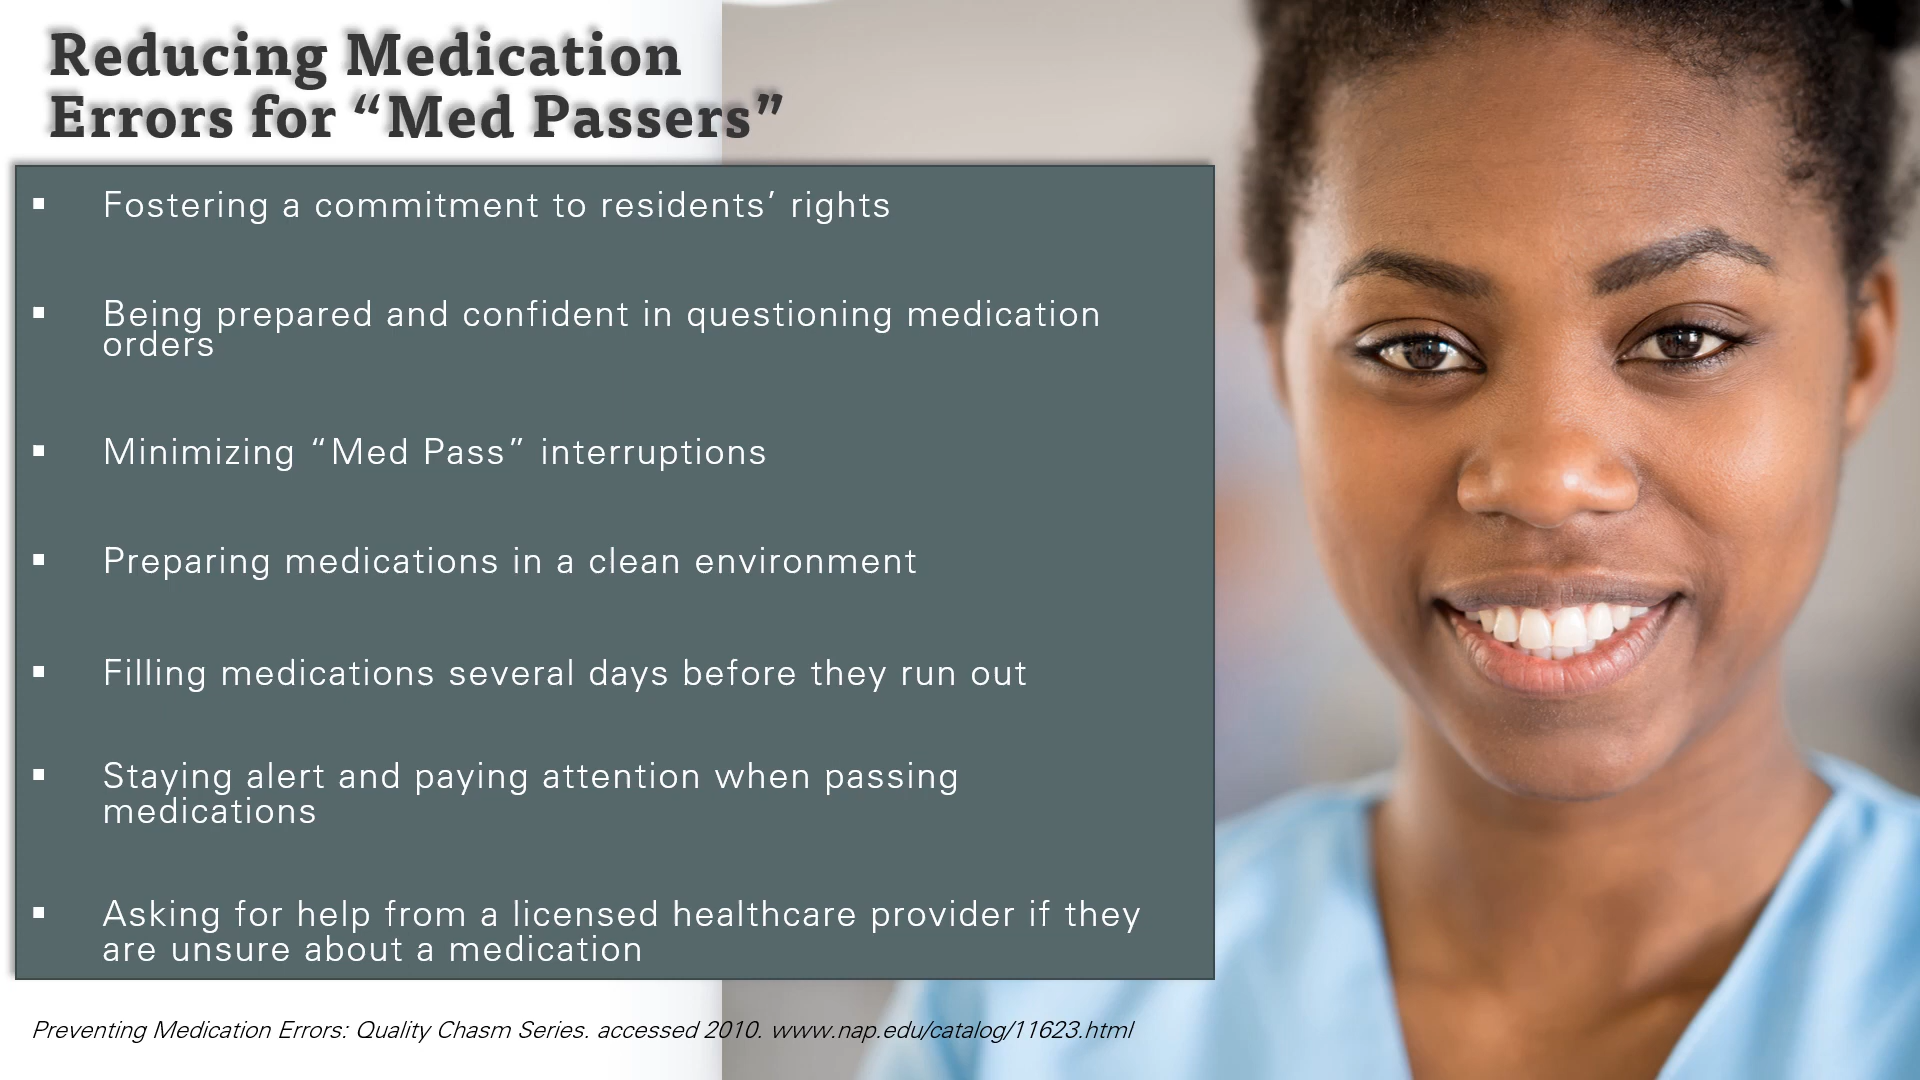 Reducing Medication
Errors for “Med Passers”
▪ Fostering a commitment to residents’ rights
▪ Being prepared and confident in questioning medication
orders
▪ Minimizing “Med Pass” interruptions
▪ Preparing medications in a clean environment
▪ Filling medications several days before they run out
▪ Staying alert and paying attention when passing
medications
▪ Asking for help from a licensed healthcare provider if they
are unsure about a medication
Preventing Medication Errors: Quality Chasm Series. accessed 2010. www.nap.edu/catalog/11623.html